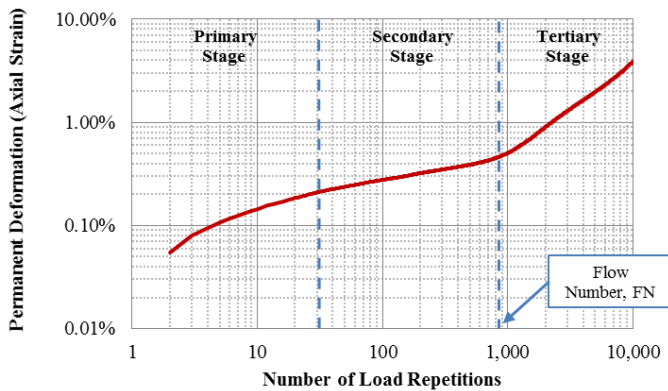 Permanent Deformation (Axial Strain)
10.00%
1.00%
0.10%
0.01%
Primary
Stage
Secondary
Stage
Tertiary
Stage
Flow
Number, FN
1
10
100
1,000
10,000
Number of Load Repetitions